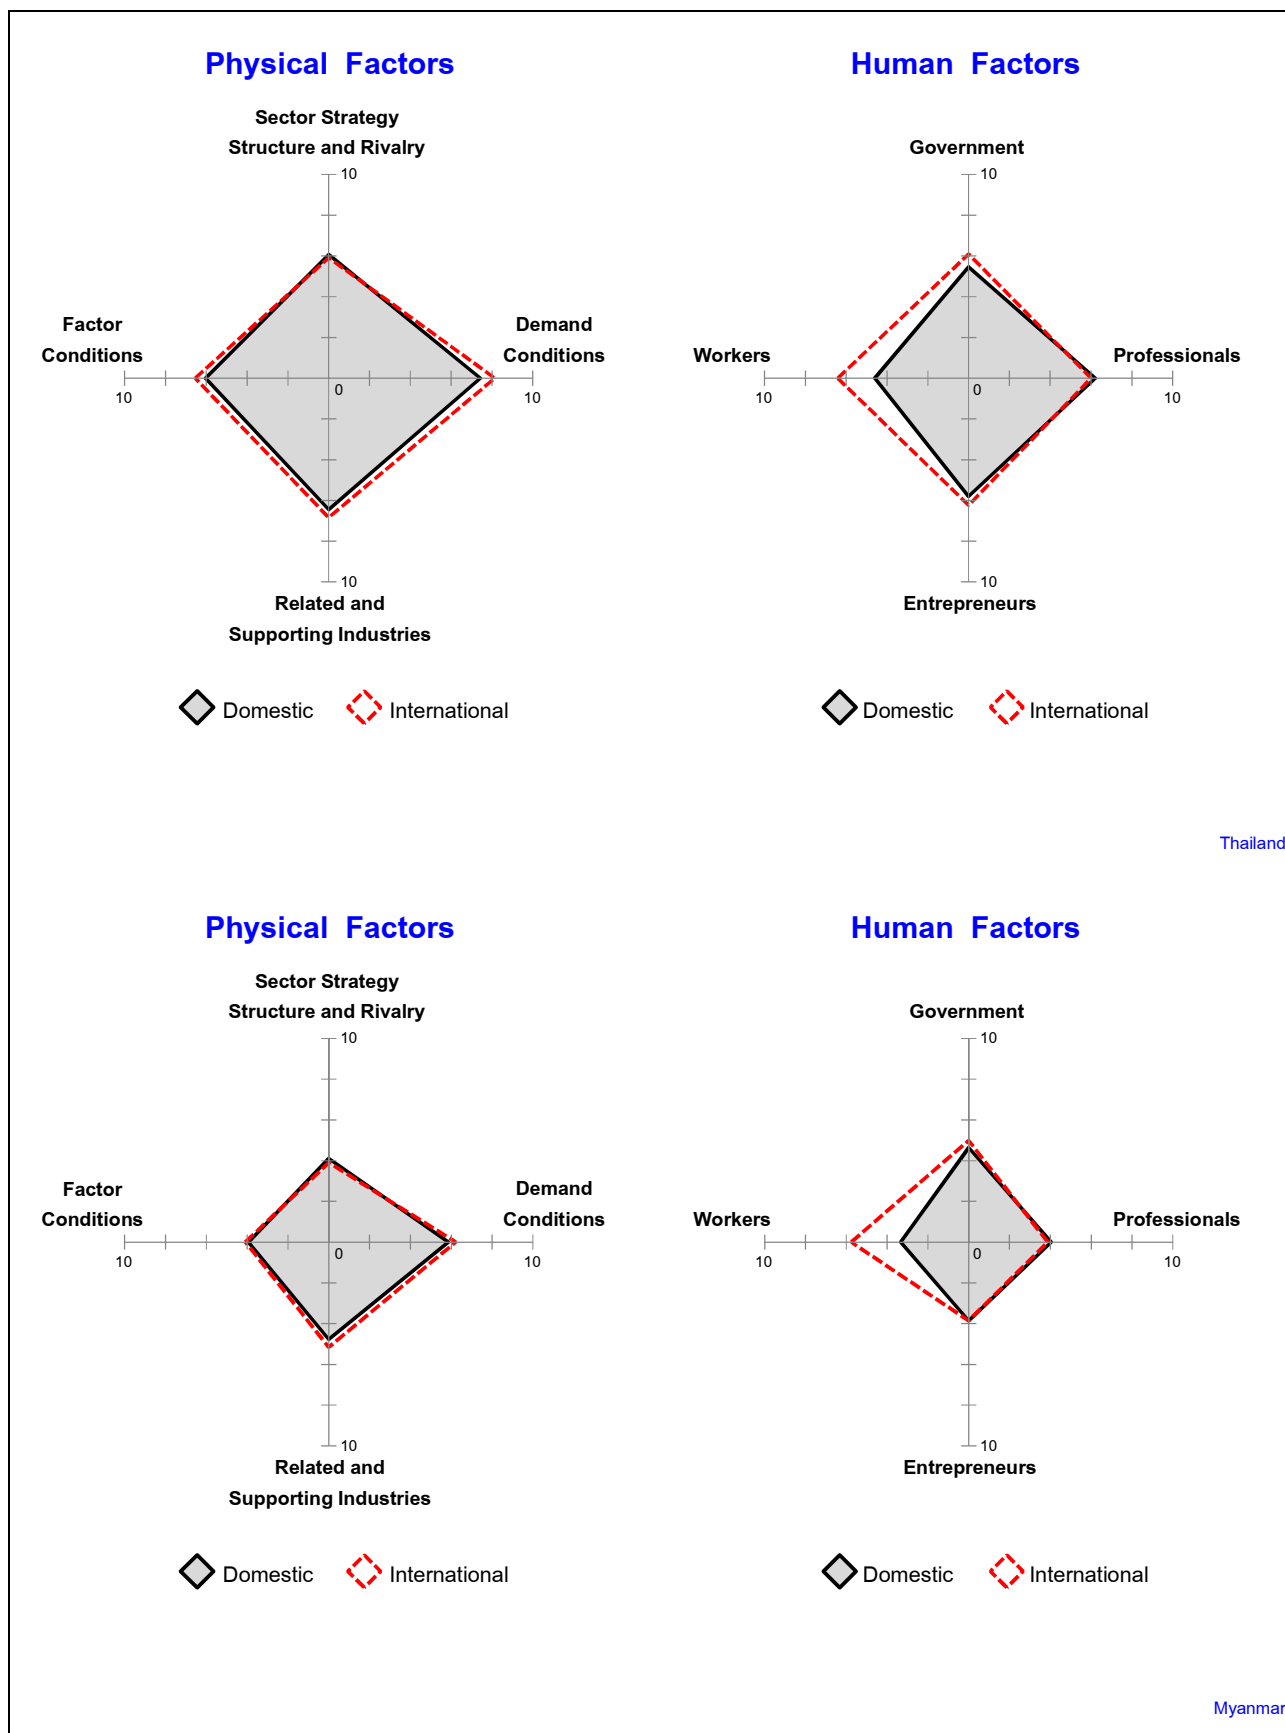 Physical Factors
Human Factors
Sector Strategy
Structure and Rivalry
Government
10
10
Factor
Conditions
Demand
Conditions
Workers
Professionals
10
0
10
10
0
10
10
10
Related and
Supporting Industries
Entrepreneurs
Domestic
International
Domestic
International
Thailand
Physical Factors
Human Factors
Sector Strategy
Structure and Rivalry
Government
10
10
Factor
Conditions
Demand
Conditions
Workers
Professionals
10
0
10
10
0
10
10
10
Related and
Supporting Industries
Entrepreneurs
Domestic
International
Domestic
International
Myanmar